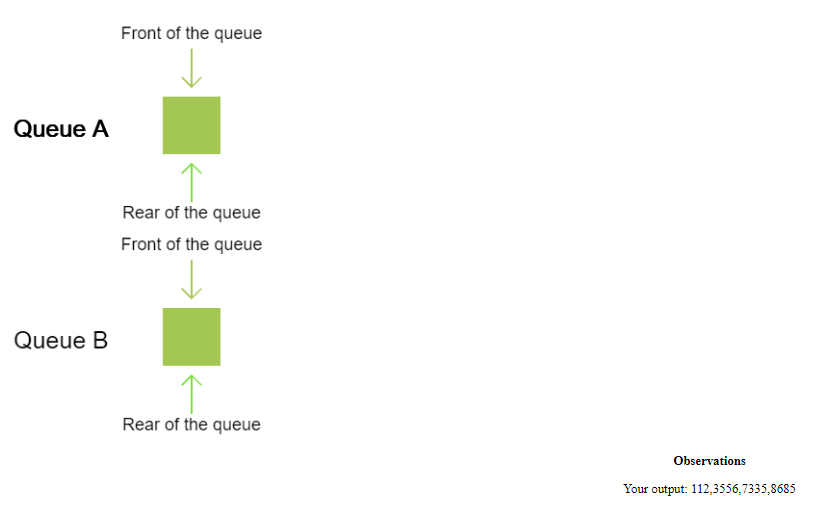 Front of the queue
Queue A
Rear of the queue
Front of the queue
Queue B
Rear of the queue
Observations
Your output: 112,3556,7335,8685